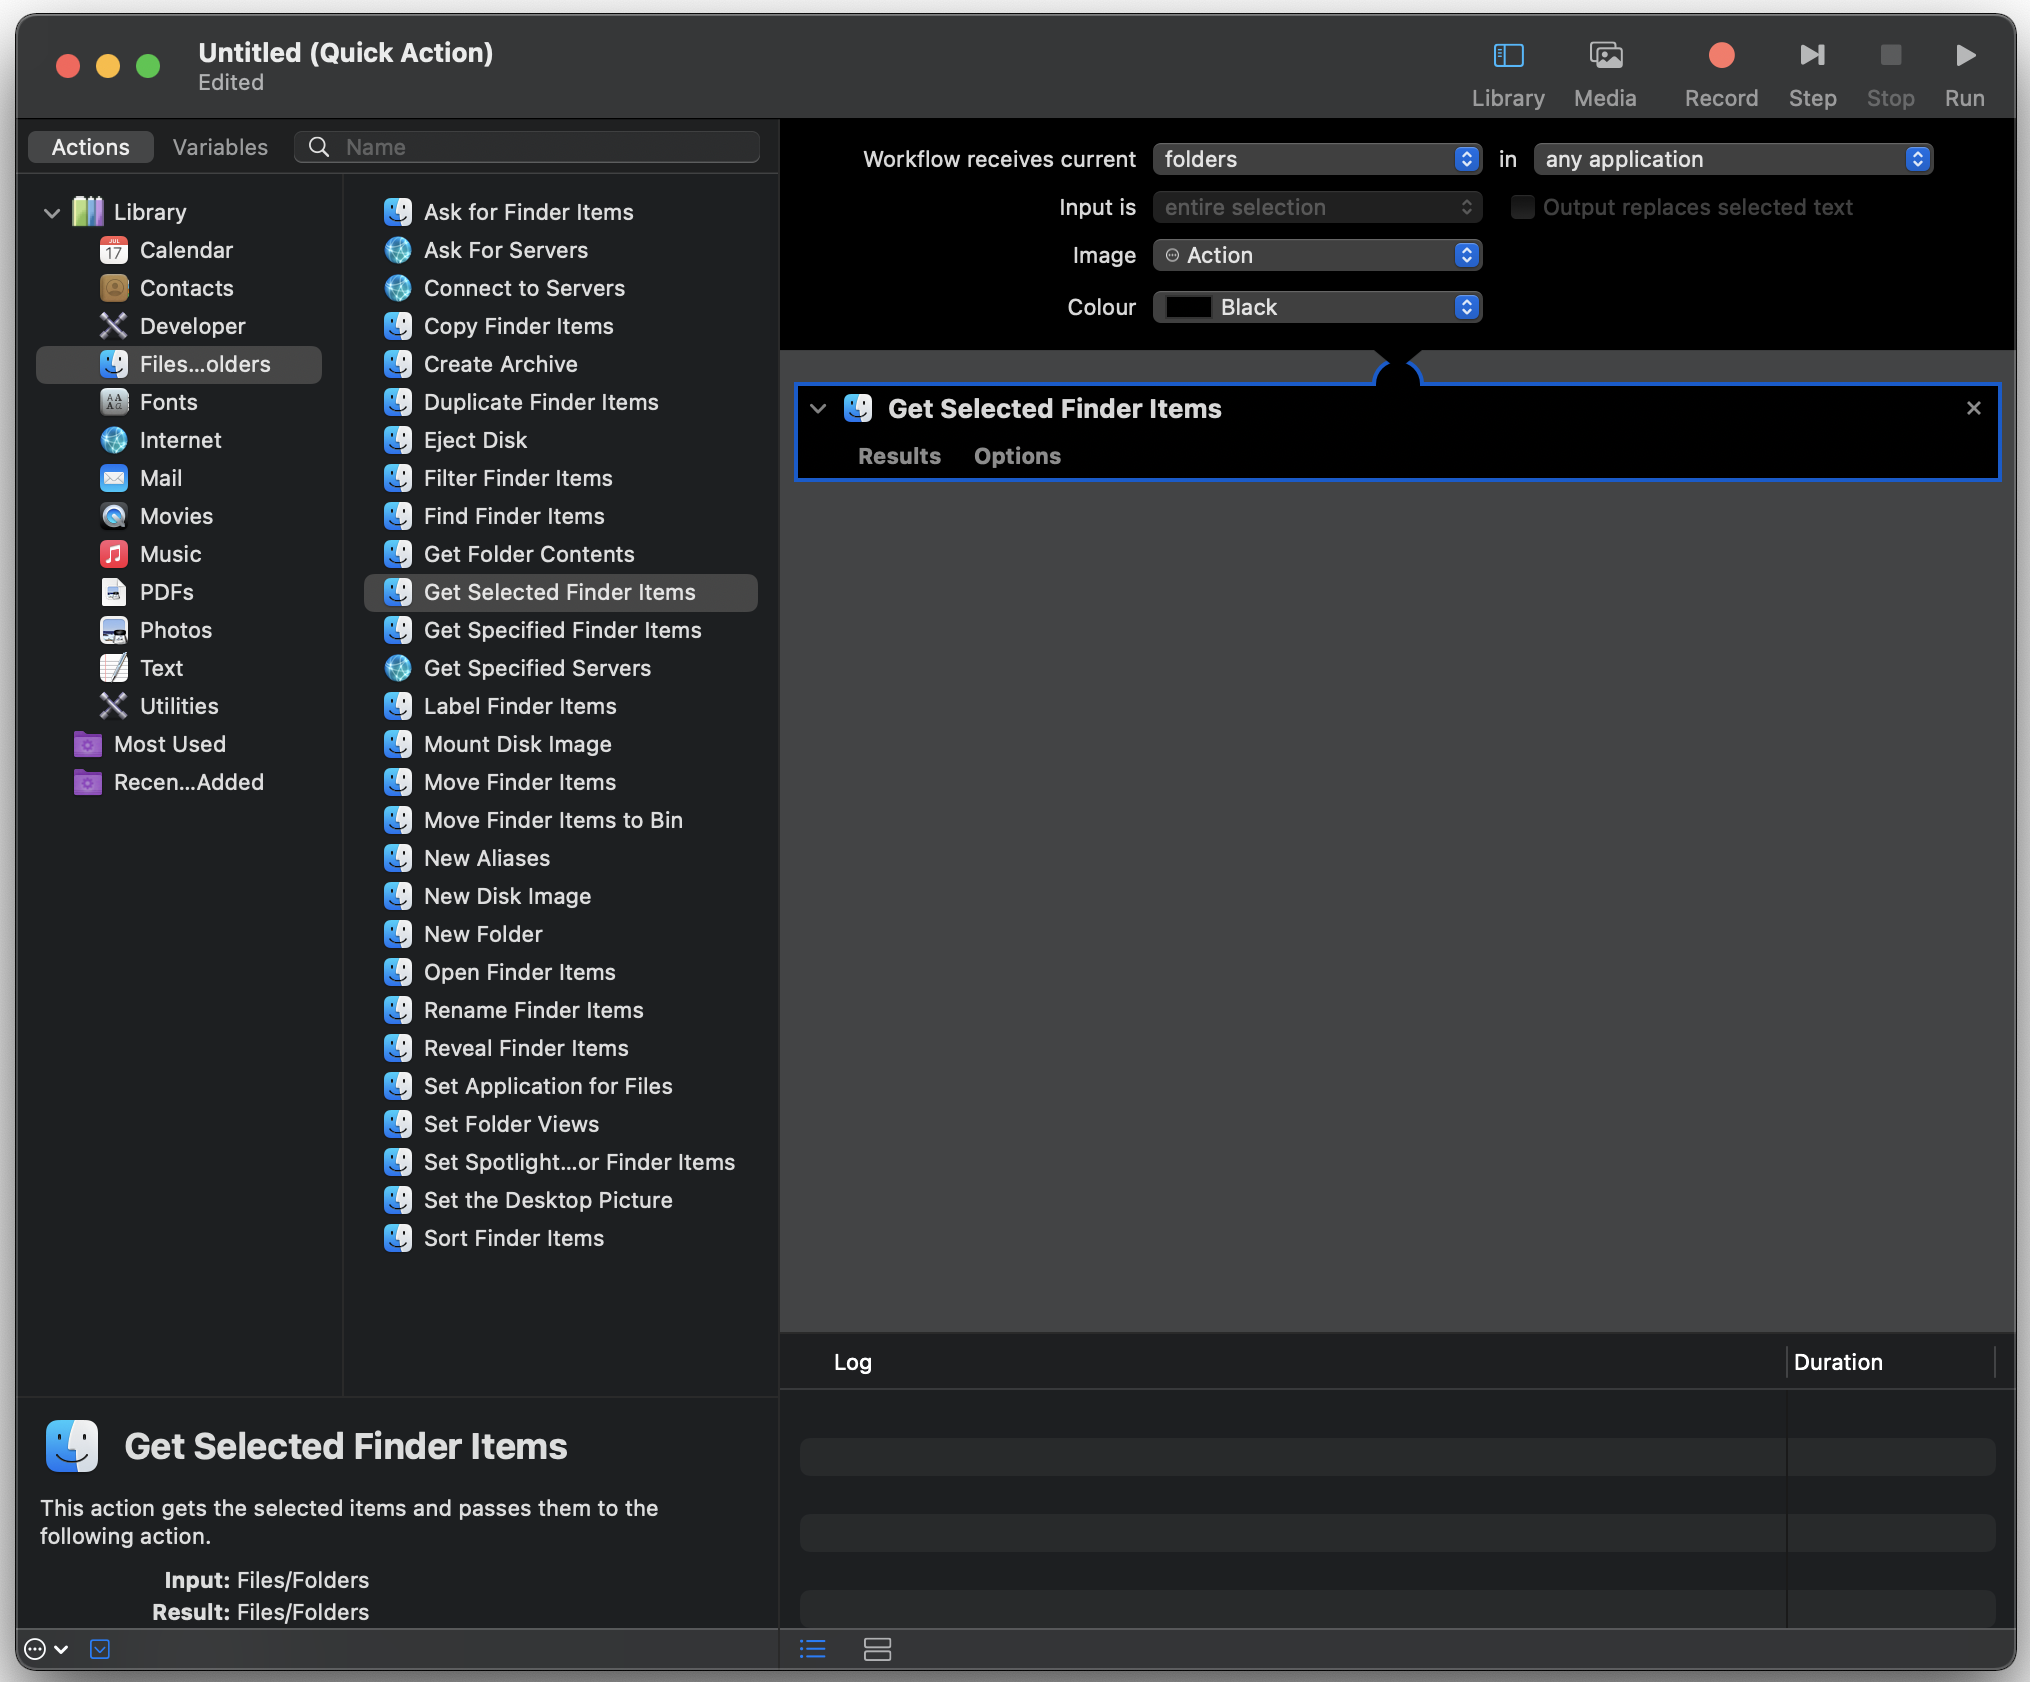 Untitled (Quick Action)
Edited
Library
Media
Record
Step
Stop
Run
Actions
Variables
Name
Library
Calendar
Contacts
Developer
Files...olders
Fonts
Internet
Mail
Movies
Music
PDFs
Photos
Text
Utilities
Most Used
Recen...Added
Ask for Finder Items
Ask For Servers
Connect to Servers
Copy Finder Items
Create Archive
Duplicate Finder Items
Eject Disk
Filter Finder Items
Find Finder Items
Get Folder Contents
Get Selected Finder Items
Get Specified Finder Items
Get Specified Servers
Label Finder Items
Mount Disk Image
Move Finder Items
Move Finder Items to Bin
New Aliases
New Disk Image
New Folder
Open Finder Items
Rename Finder Items
Reveal Finder Items
Set Application for Files
Set Folder Views
Set Spotlight...or Finder Items
Set the Desktop Picture
Sort Finder Items
Get Selected Finder Items
This action gets the selected items and passes them to the
following action.
Input: Files/Folders
Result: Files/Folders
Workflow receives current folders in any application
Input is entire selection Output replaces selected text
Image Action
Colour Black
Get Selected Finder Items
Results Options
Log Duration